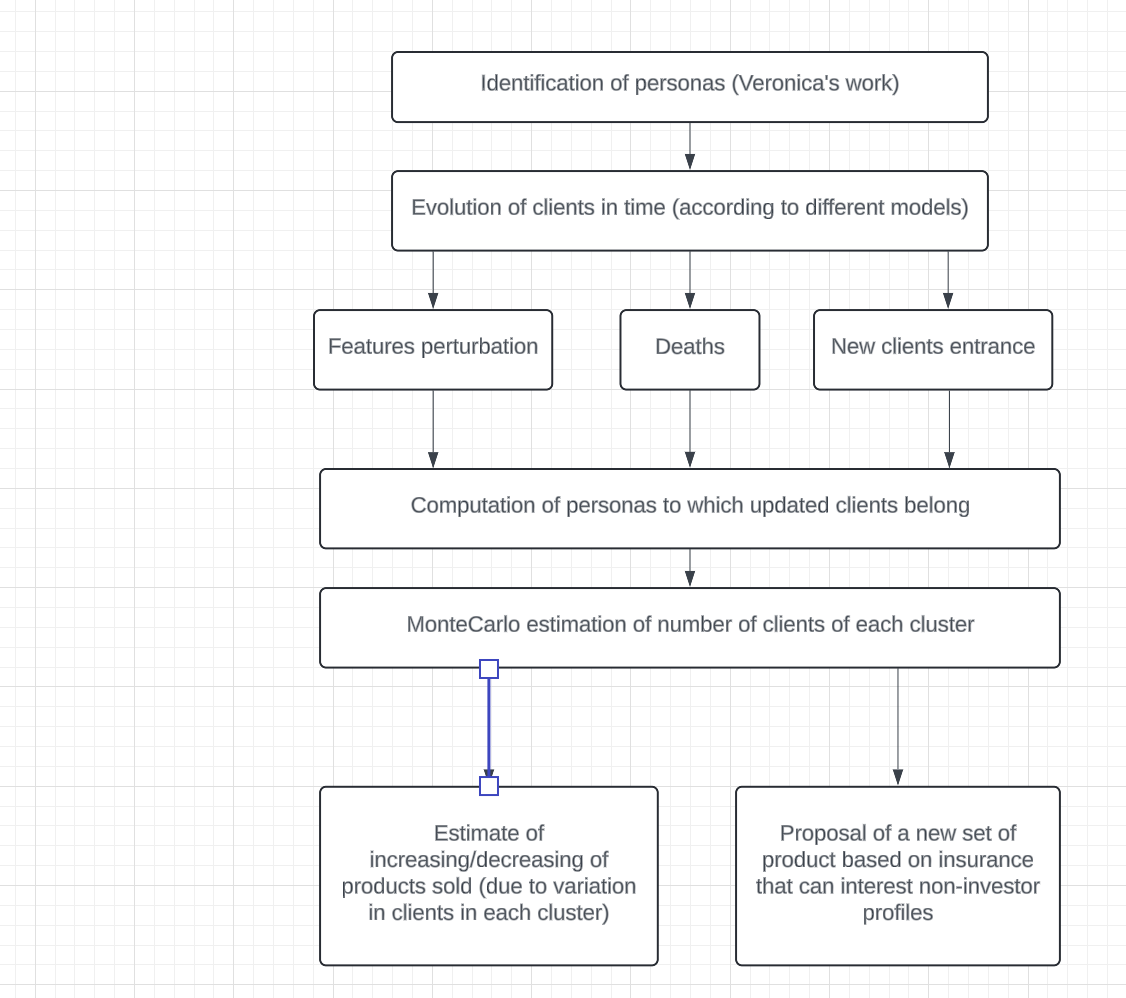 Identification of personas (Veronica's work)
Evolution of clients in time (according to different models)
Features perturbation
Deaths
New clients entrance
Computation of personas to which updated clients belong
MonteCarlo estimation of number of clients of each cluster
Estimate of
increasing/decreasing of
products sold (due to variation
in clients in each cluster)
Proposal of a new set of
product based on insurance
that can interest non-investor
profiles